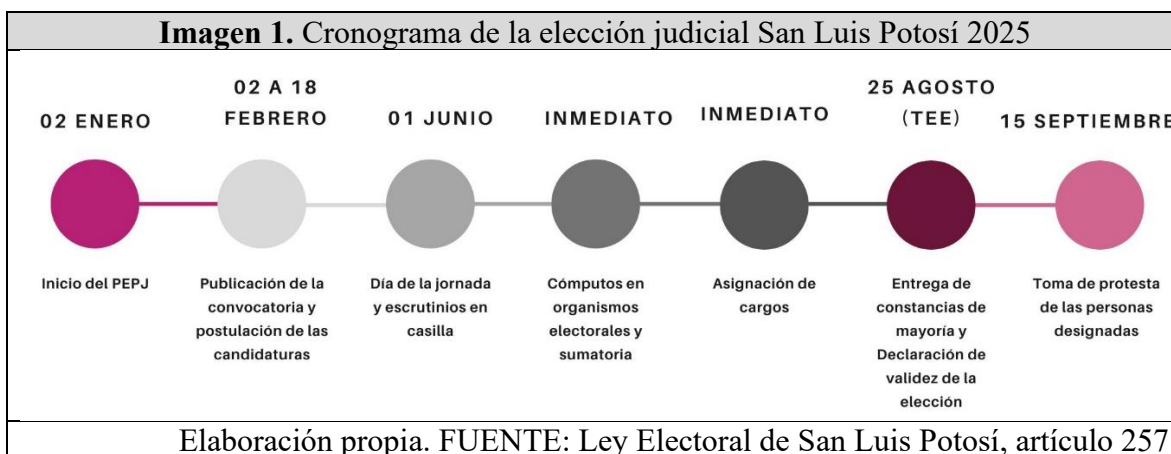 Imagen 1. Cronograma de la elección judicial San Luis Potosí 2025
02 ENERO
02 A 18
FEBRERO
01 JUNIO
INMEDIATO
INMEDIATO
25 AGOSTO
(TEE)
15 SEPTIEMBRE
Inicio del PEPJ
Publicación de la
convocatoria y
postulación de las
candidaturas
Día de la jornada
y escrutinios en
casilla
Cómputos en
organismos
electorales y
sumatoria
Asignación de
cargos
Entrega de
constancias de
mayoría y
Declaración de
validez de la
elección
Toma de protesta
de las personas
designadas
Elaboración propia. FUENTE: Ley Electoral de San Luis Potosí, artículo 257